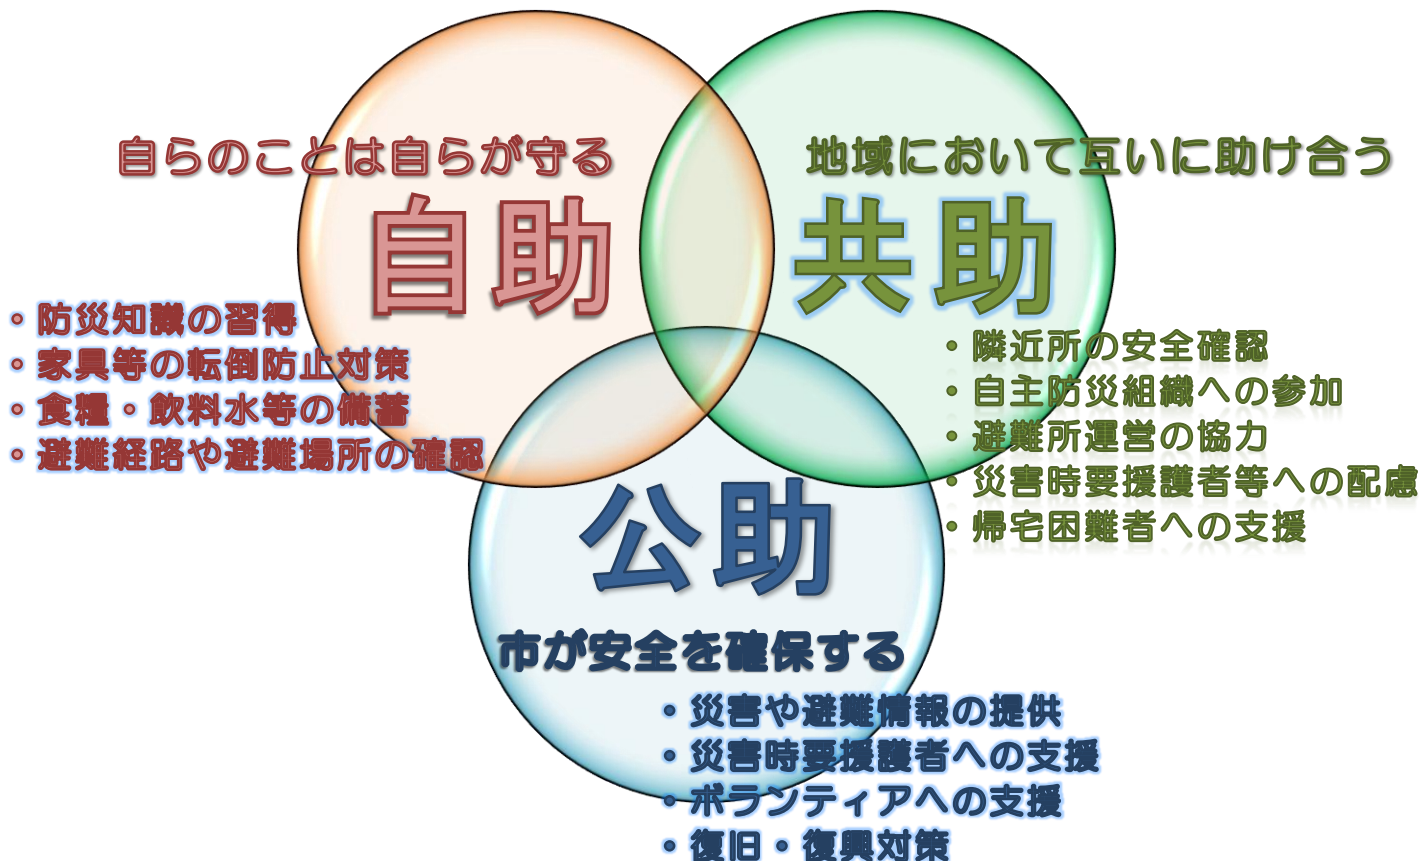 自らのことは自らが守る
自助
・防災知識の習得
・家具等の転倒防止対策
・食糧・飲料水等の備蓄
・避難経路や避難場所の確認
地域において互いに助け合う
共助
・隣近所の安全確認
・自主防災組織への参加
・避難所運営の協力
・災害時要援護者等への配慮
・帰宅困難者への支援
公助
市が安全を確保する
・災害や避難情報の提供
・災害時要援護者への支援
・ボランティアへの支援
・復旧・復興対策